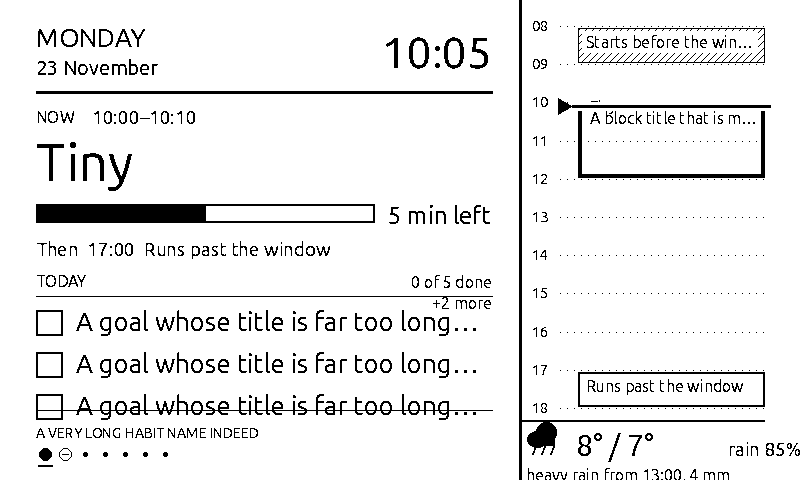 MONDAY
23 November
10:05
NOW 10:00–10:10
Tiny
5 min left
Then 17:00 Runs past the window
TODAY
0 of 5 done
+2 more
A goal whose title is far too long…
A goal whose title is far too long…
A goal whose title is far too long…
A VERY LONG HABIT NAME INDEED
08
Starts before the win…
09
10
A block title that is m…
11
12
13
14
15
16
17
Runs past the window
18
8° / 7°
rain 85%
heavy rain from 13:00, 4 mm